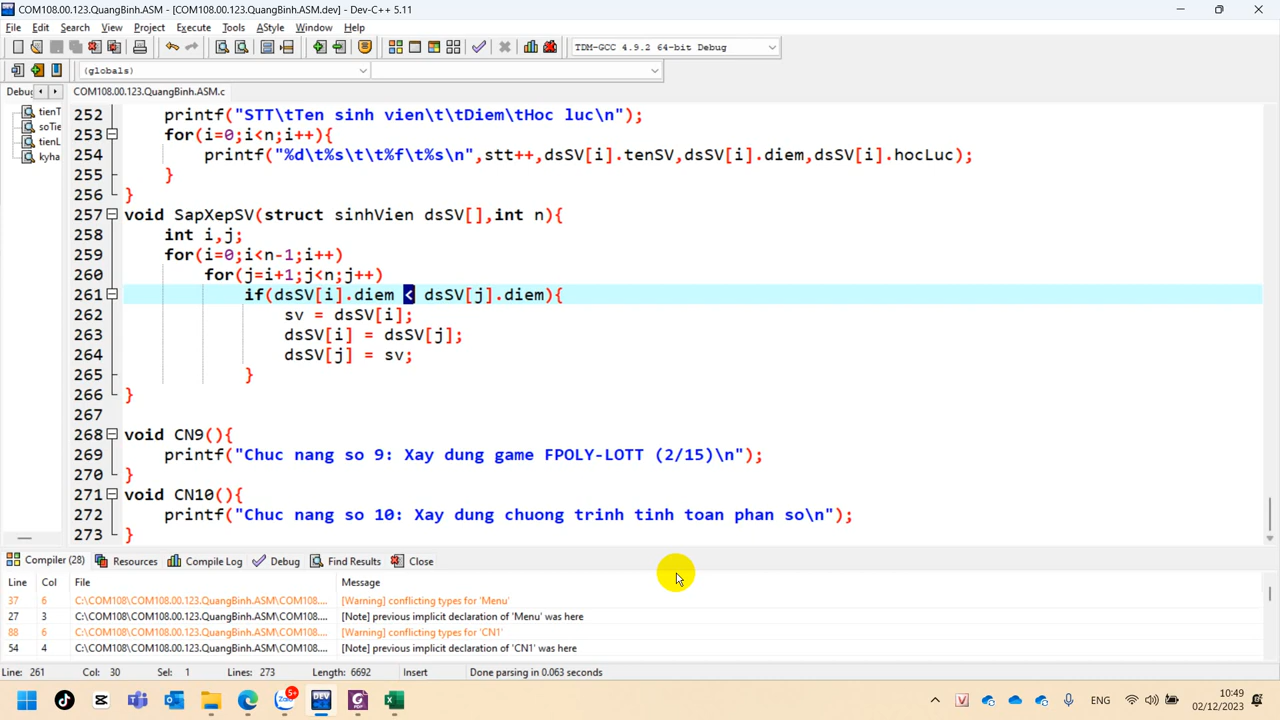 COM108.00.123.QuangBinh.ASM - [COM108.00.123.QuangBinh.ASM.dev] - Dev-C++ 5.11
File Edit Search View Project Execute Tools AStyle Window Help
TDM-GCC 4.9.2 64-bit Debug
(globals)
Debug
COM108.00.123.QuangBinh.ASM.c
tienT
soTie
tienL
kyha
252 printf("STT\tTen sinh vien\t\tDiem\tHoc luc\n");
253 for(i=0;i<n;i++){
254 printf("%d\t%s\t\t%f\t%s\n",stt++,dsSV[i].tenSV,dsSV[i].diem,dsSV[i].hocLuc);
255 }
256 }
257 void SapXepSV(struct sinhVien dsSV[],int n){
258 int i,j;
259 for(i=0;i<n-1;i++)
260 for(j=i+1;j<n;j++)
261 if(dsSV[i].diem < dsSV[j].diem){
262 sv = dsSV[i];
263 dsSV[i] = dsSV[j];
264 dsSV[j] = sv;
265 }
266 }
267
268 void CN9(){
269 printf("Chuc nang so 9: Xay dung game FPOLY-LOTT (2/15)\n");
270 }
271 void CN10(){
272 printf("Chuc nang so 10: Xay dung chuong trinh tinh toan phan so\n");
273 }
Compiler (28) Resources Compile Log Debug Find Results Close
Line Col File Message
37 6 C:\COM108\COM108.00.123.QuangBinh.ASM\COM108.... [Warning] conflicting types for 'Menu'
27 3 C:\COM108\COM108.00.123.QuangBinh.ASM\COM108.... [Note] previous implicit declaration of 'Menu' was here
88 6 C:\COM108\COM108.00.123.QuangBinh.ASM\COM108.... [Warning] conflicting types for 'CN1'
54 4 C:\COM108\COM108.00.123.QuangBinh.ASM\COM108.... [Note] previous implicit declaration of 'CN1' was here
Line: 261 Col: 30 Sel: 1 Lines: 273 Length: 6692 Insert Done parsing in 0.063 seconds
Zalo 5+ DEV PDF V ENG 10:49
02/12/2023